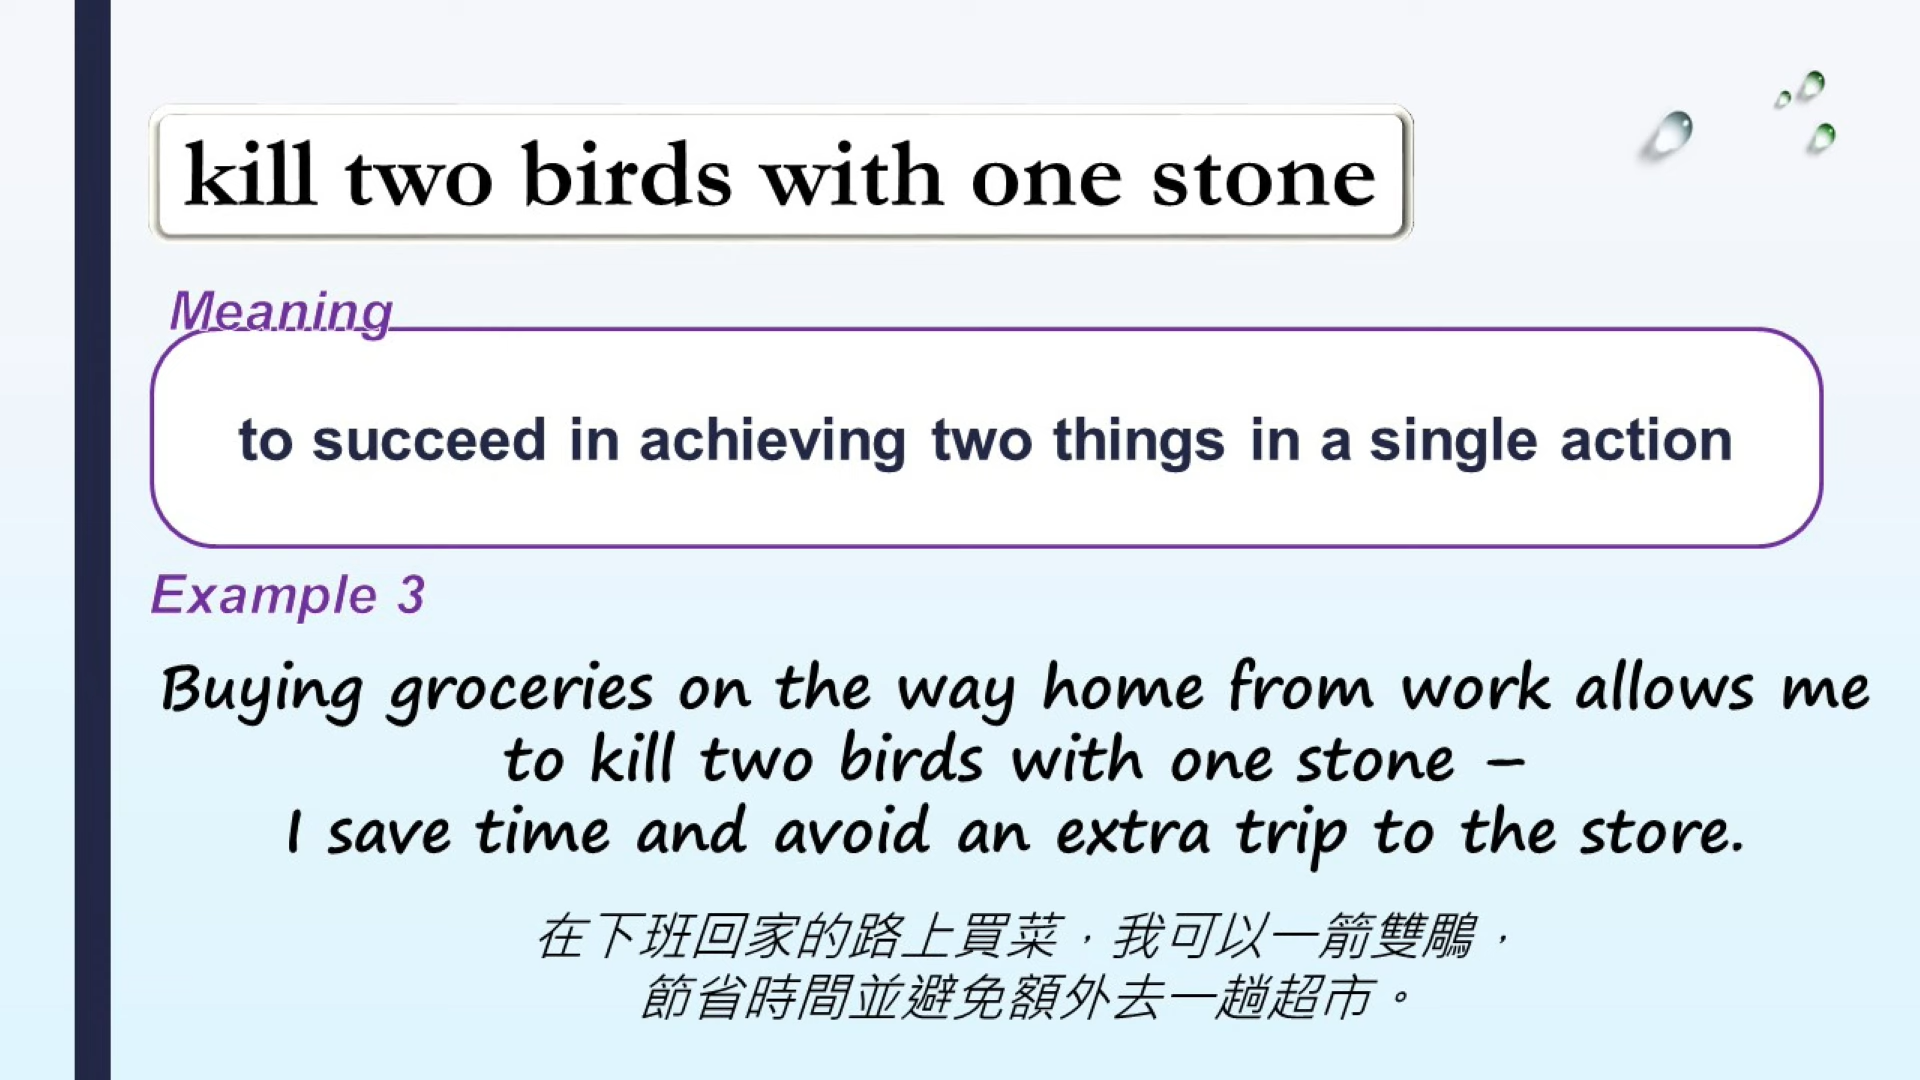 kill two birds with one stone
Meaning
to succeed in achieving two things in a single action
Example 3
Buying groceries on the way home from work allows me
to kill two birds with one stone –
I save time and avoid an extra trip to the store.
在下班回家的路上買菜，我可以一箭雙鵰，
節省時間並避免額外去一趟超市。